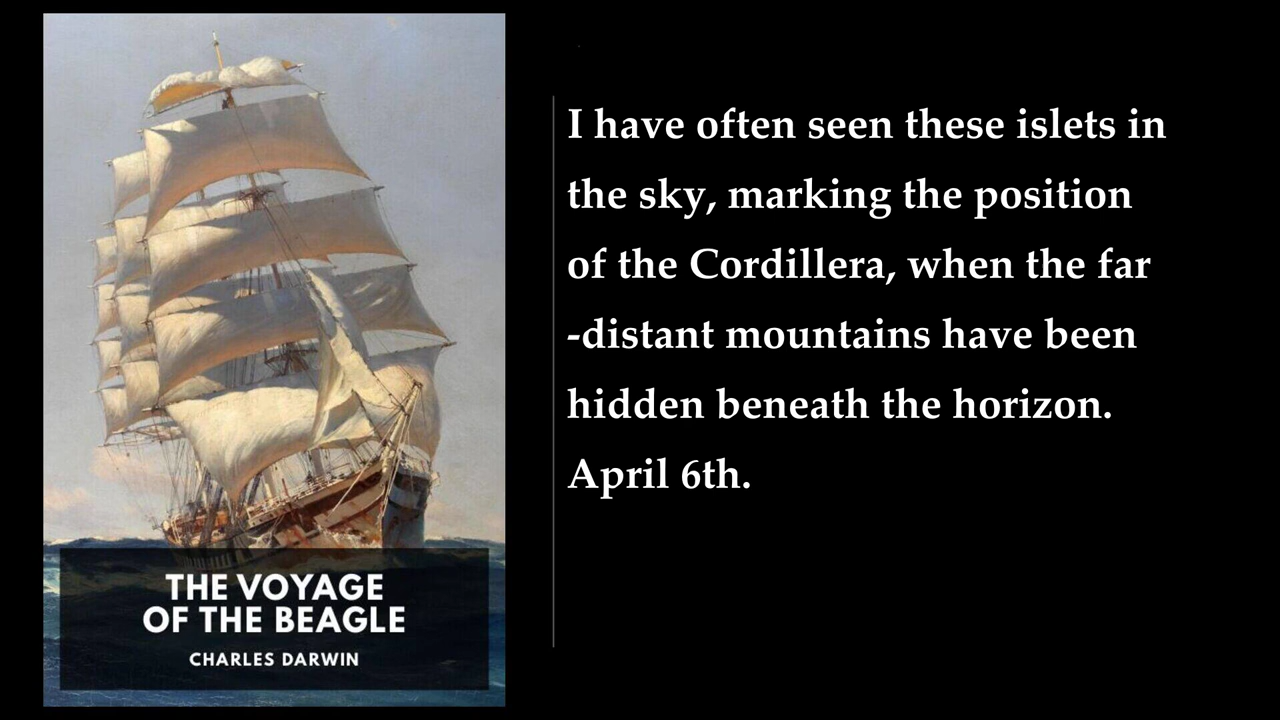 THE VOYAGE
OF THE BEAGLE
CHARLES DARWIN
I have often seen these islets in
the sky, marking the position
of the Cordillera, when the far
-distant mountains have been
hidden beneath the horizon.
April 6th.